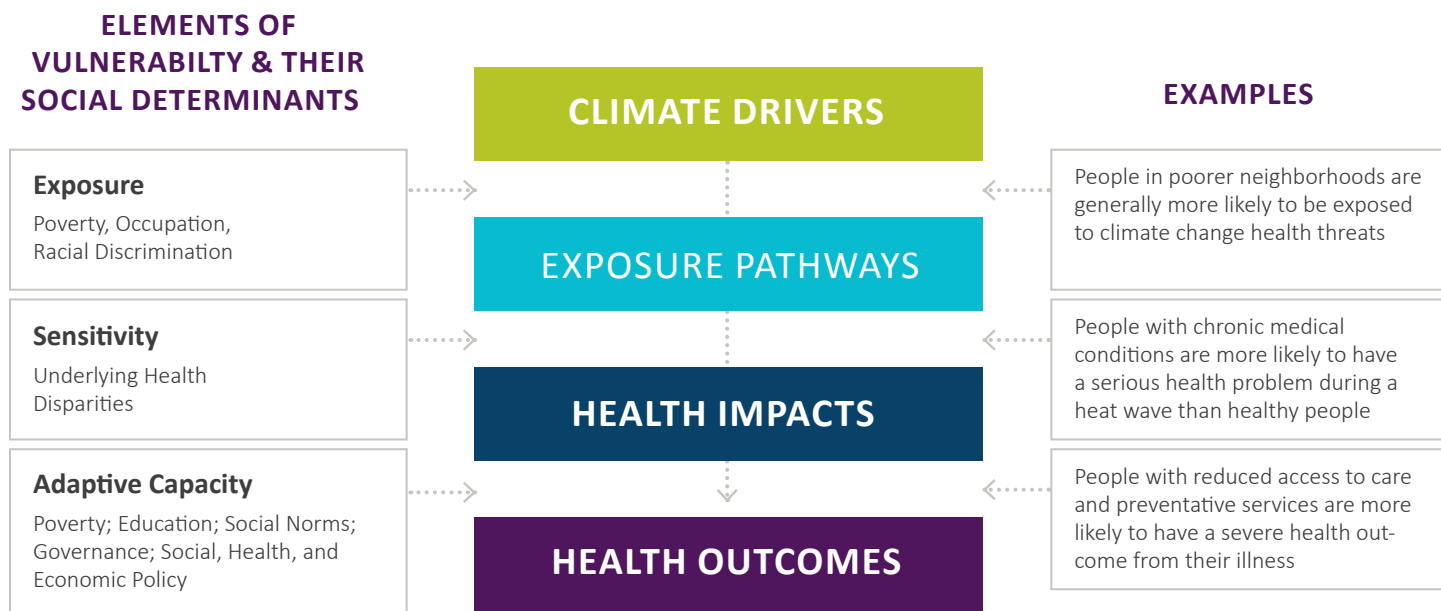 ELEMENTS OF
VULNERABILTY & THEIR
SOCIAL DETERMINANTS
Exposure
Poverty, Occupation,
Racial Discrimination
Sensitivity
Underlying Health
Disparities
Adaptive Capacity
Poverty; Education; Social Norms;
Governance; Social, Health, and
Economic Policy
CLIMATE DRIVERS
EXPOSURE PATHWAYS
HEALTH IMPACTS
HEALTH OUTCOMES
EXAMPLES
People in poorer neighborhoods are
generally more likely to be exposed
to climate change health threats
People with chronic medical
conditions are more likely to have
a serious health problem during a
heat wave than healthy people
People with reduced access to care
and preventative services are more
likely to have a severe health out-
come from their illness